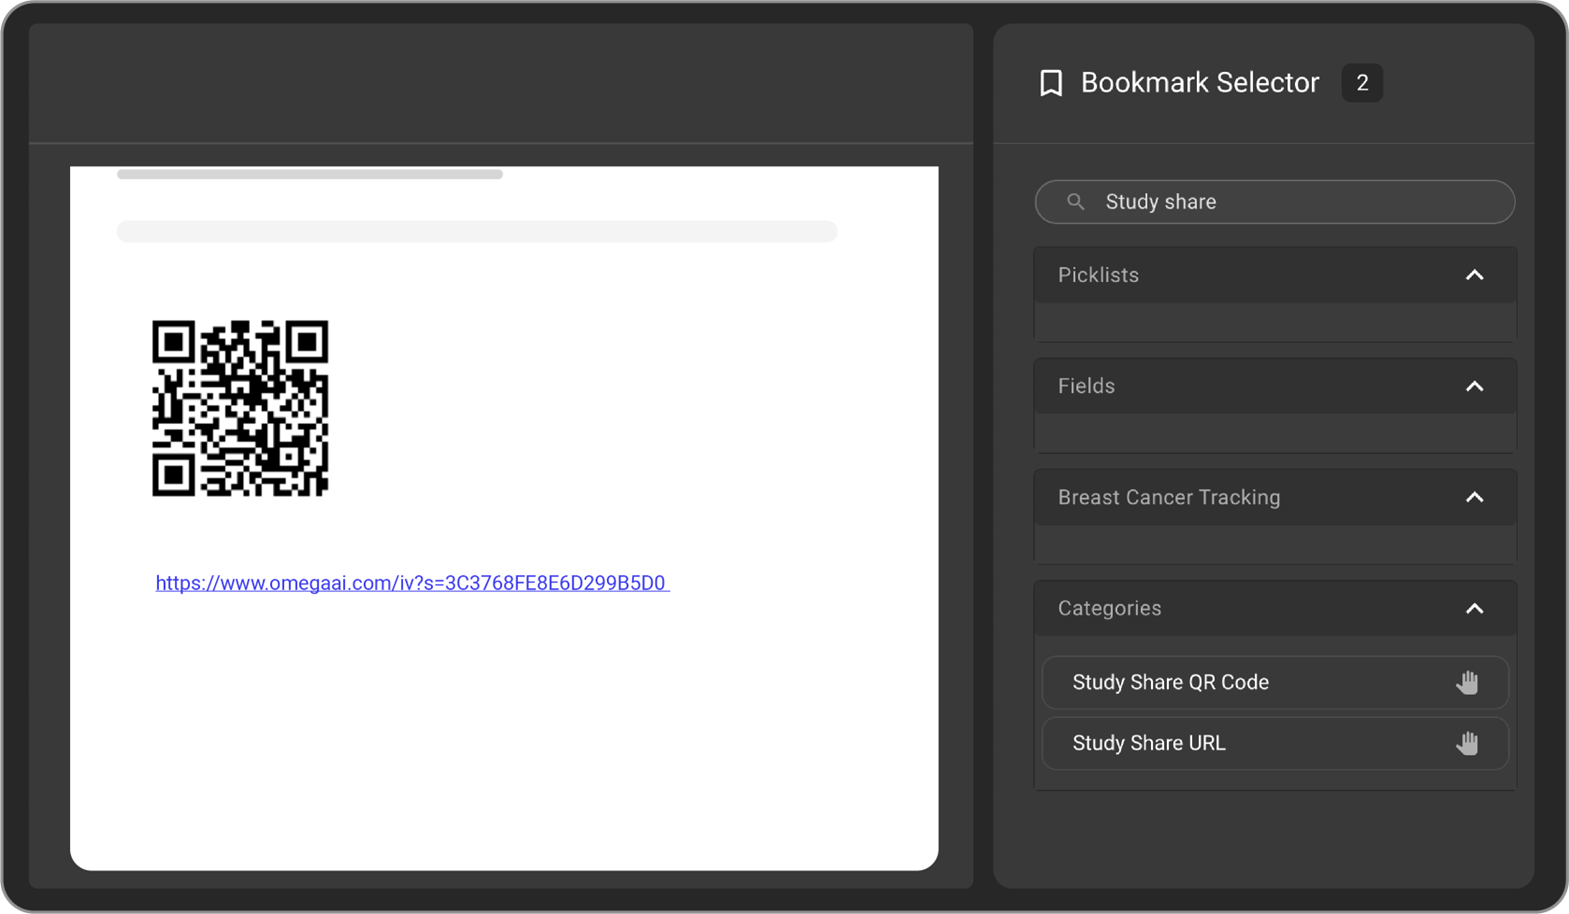 Bookmark Selector 2
Study share
Picklists
Fields
Breast Cancer Tracking
Categories
Study Share QR Code
Study Share URL
https://www.omegaai.com/iv?s=3C3768FE8E6D299B5D0